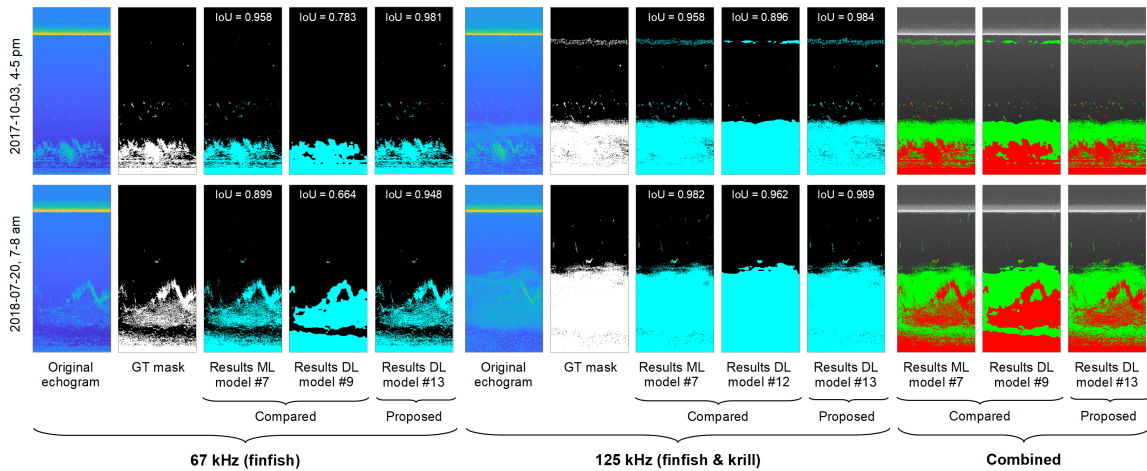 2017-10-03, 4-5 pm
IoU = 0.958
IoU = 0.783
IoU = 0.981
IoU = 0.958
IoU = 0.896
IoU = 0.984
2018-07-20, 7-8 am
IoU = 0.899
IoU = 0.664
IoU = 0.948
IoU = 0.982
IoU = 0.962
IoU = 0.989
Original
echogram
GT mask
Results ML
model #7
Results DL
model #9
Results DL
model #13
Original
echogram
GT mask
Results ML
model #7
Results DL
model #12
Results DL
model #13
Results ML
model #7
Results DL
model #9
Results DL
model #13
Compared
Proposed
Compared
Proposed
Compared
Proposed
67 kHz (finfish)
125 kHz (finfish & krill)
Combined